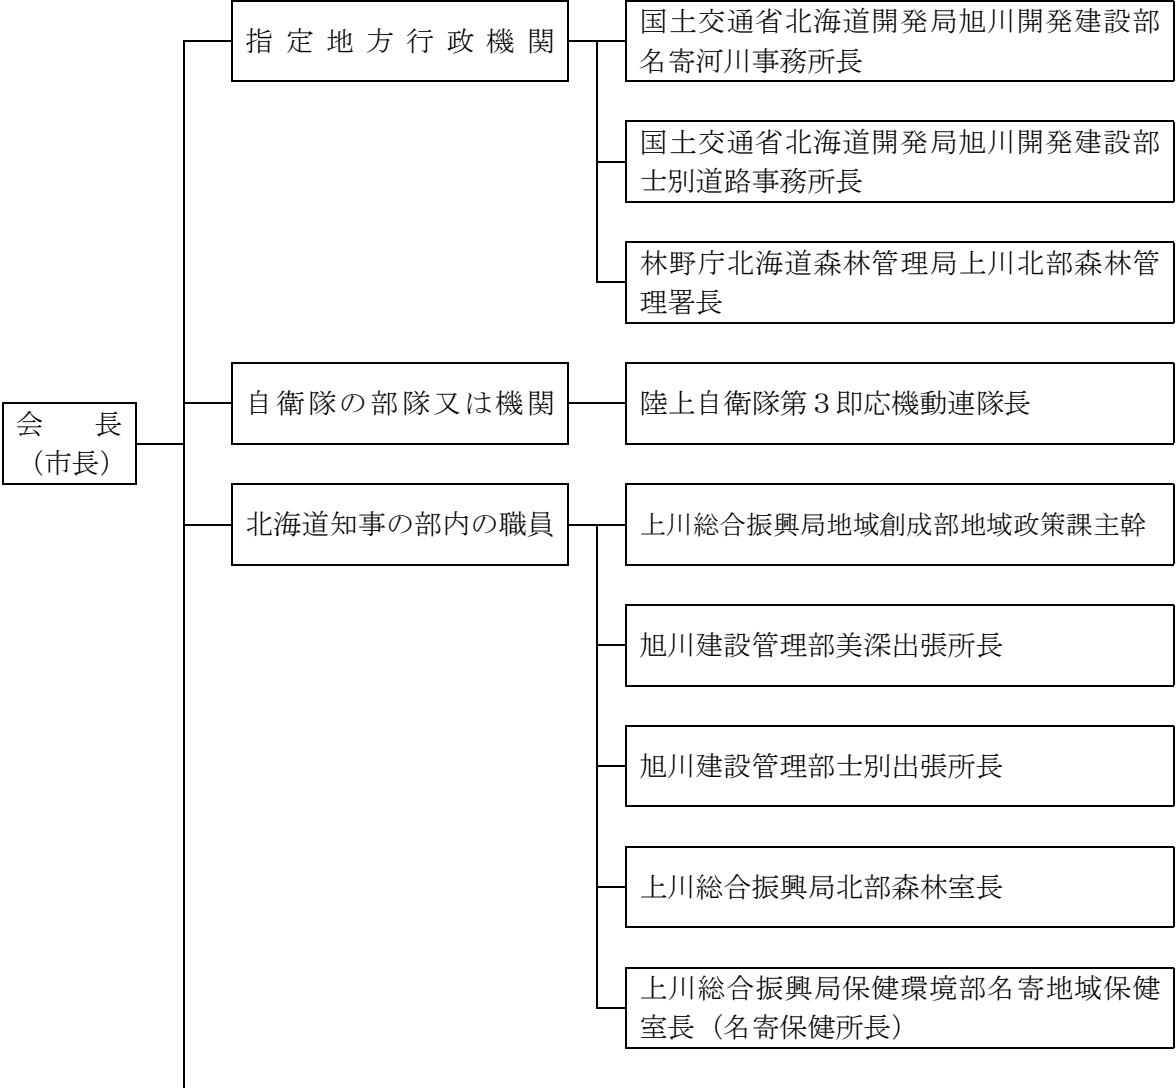 会　長
（市長）
指定地方行政機関
国土交通省北海道開発局旭川開発建設部
名寄河川事務所長
国土交通省北海道開発局旭川開発建設部
士別道路事務所長
林野庁北海道森林管理局上川北部森林管
理署長
自衛隊の部隊又は機関
陸上自衛隊第３即応機動連隊長
北海道知事の部内の職員
上川総合振興局地域創成部地域政策課主幹
旭川建設管理部美深出張所長
旭川建設管理部士別出張所長
上川総合振興局北部森林室長
上川総合振興局保健環境部名寄地域保健
室長（名寄保健所長）